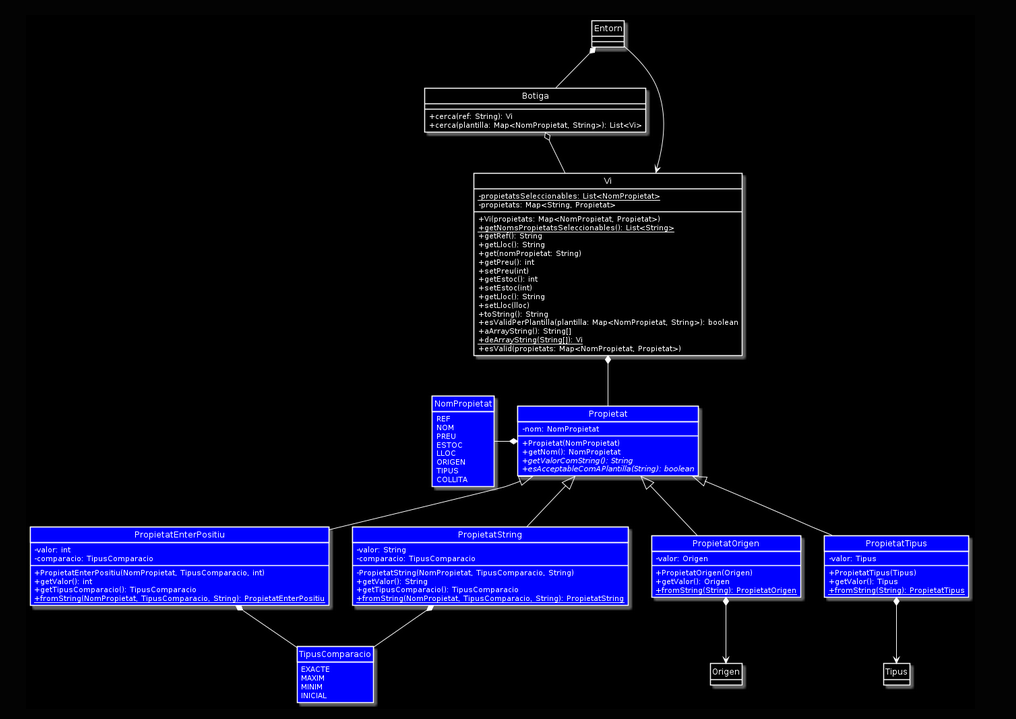 Entorn
Botiga
+cerca(ref: String): Vi
+cerca(plantilla: Map<NomPropietat, String>): List<Vi>
Vi
-propietatsSeleccionables: List<NomPropietat>
-propietats: Map<String, Propietat>
+Vi(propietats: Map<NomPropietat, Propietat>)
+getNomsPropietatsSeleccionables(): List<String>
+getRef(): String
+getLloc(): String
+get(nomPropietat: String)
+getPreu(): int
+setPreu(int)
+getEstoc(): int
+setEstoc(int)
+getLloc(): String
+setLloc(lloc)
+toString(): String
+esValidPerPlantilla(plantilla: Map<NomPropietat, String>): boolean
+aArrayString(): String[]
+deArrayString(String[]): Vi
+esValid(propietats: Map<NomPropietat, Propietat>)
NomPropietat
REF
NOM
PREU
ESTOC
LLOC
ORIGEN
TIPUS
COLLITA
Propietat
-nom: NomPropietat
+Propietat(NomPropietat)
+getNom(): NomPropietat
+getValorComString(): String
+esAcceptableComAPlantilla(String): boolean
PropietatEnterPositiu
-valor: int
-comparacio: TipusComparacio
+PropietatEnterPositiu(NomPropietat, TipusComparacio, int)
+getValor(): int
+getTipusComparacio(): TipusComparacio
+fromString(NomPropietat, TipusComparacio, String): PropietatEnterPositiu
PropietatString
-valor: String
-comparacio: TipusComparacio
-PropietatString(NomPropietat, TipusComparacio, String)
+getValor(): String
+getTipusComparacio(): TipusComparacio
+fromString(NomPropietat, TipusComparacio, String): PropietatString
PropietatOrigen
-valor: Origen
+PropietatOrigen(Origen)
+getValor(): Origen
+fromString(String): PropietatOrigen
PropietatTipus
-valor: Tipus
+PropietatTipus(Tipus)
+getValor(): Tipus
+fromString(String): PropietatTipus
TipusComparacio
EXACTE
MAXIM
MINIM
INICIAL
Origen
Tipus